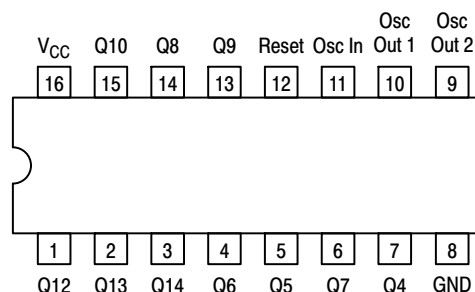 Osc Osc
V_CC Q10 Q8 Q9 Reset Osc In Out 1 Out 2
16 15 14 13 12 11 10 9
1 2 3 4 5 6 7 8
Q12 Q13 Q14 Q6 Q5 Q7 Q4 GND